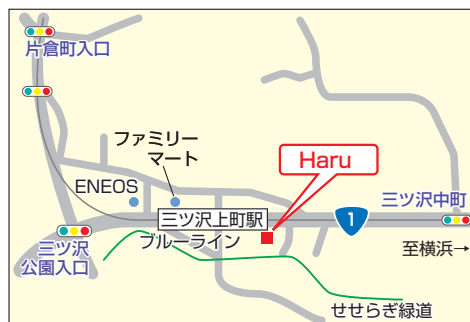 片倉町入口
ファミリー
マート
Haru
ENEOS
三ツ沢中町
三ツ沢上町駅
1
ブルーライン
三ツ沢
公園入口
至横浜→
せせらぎ緑道